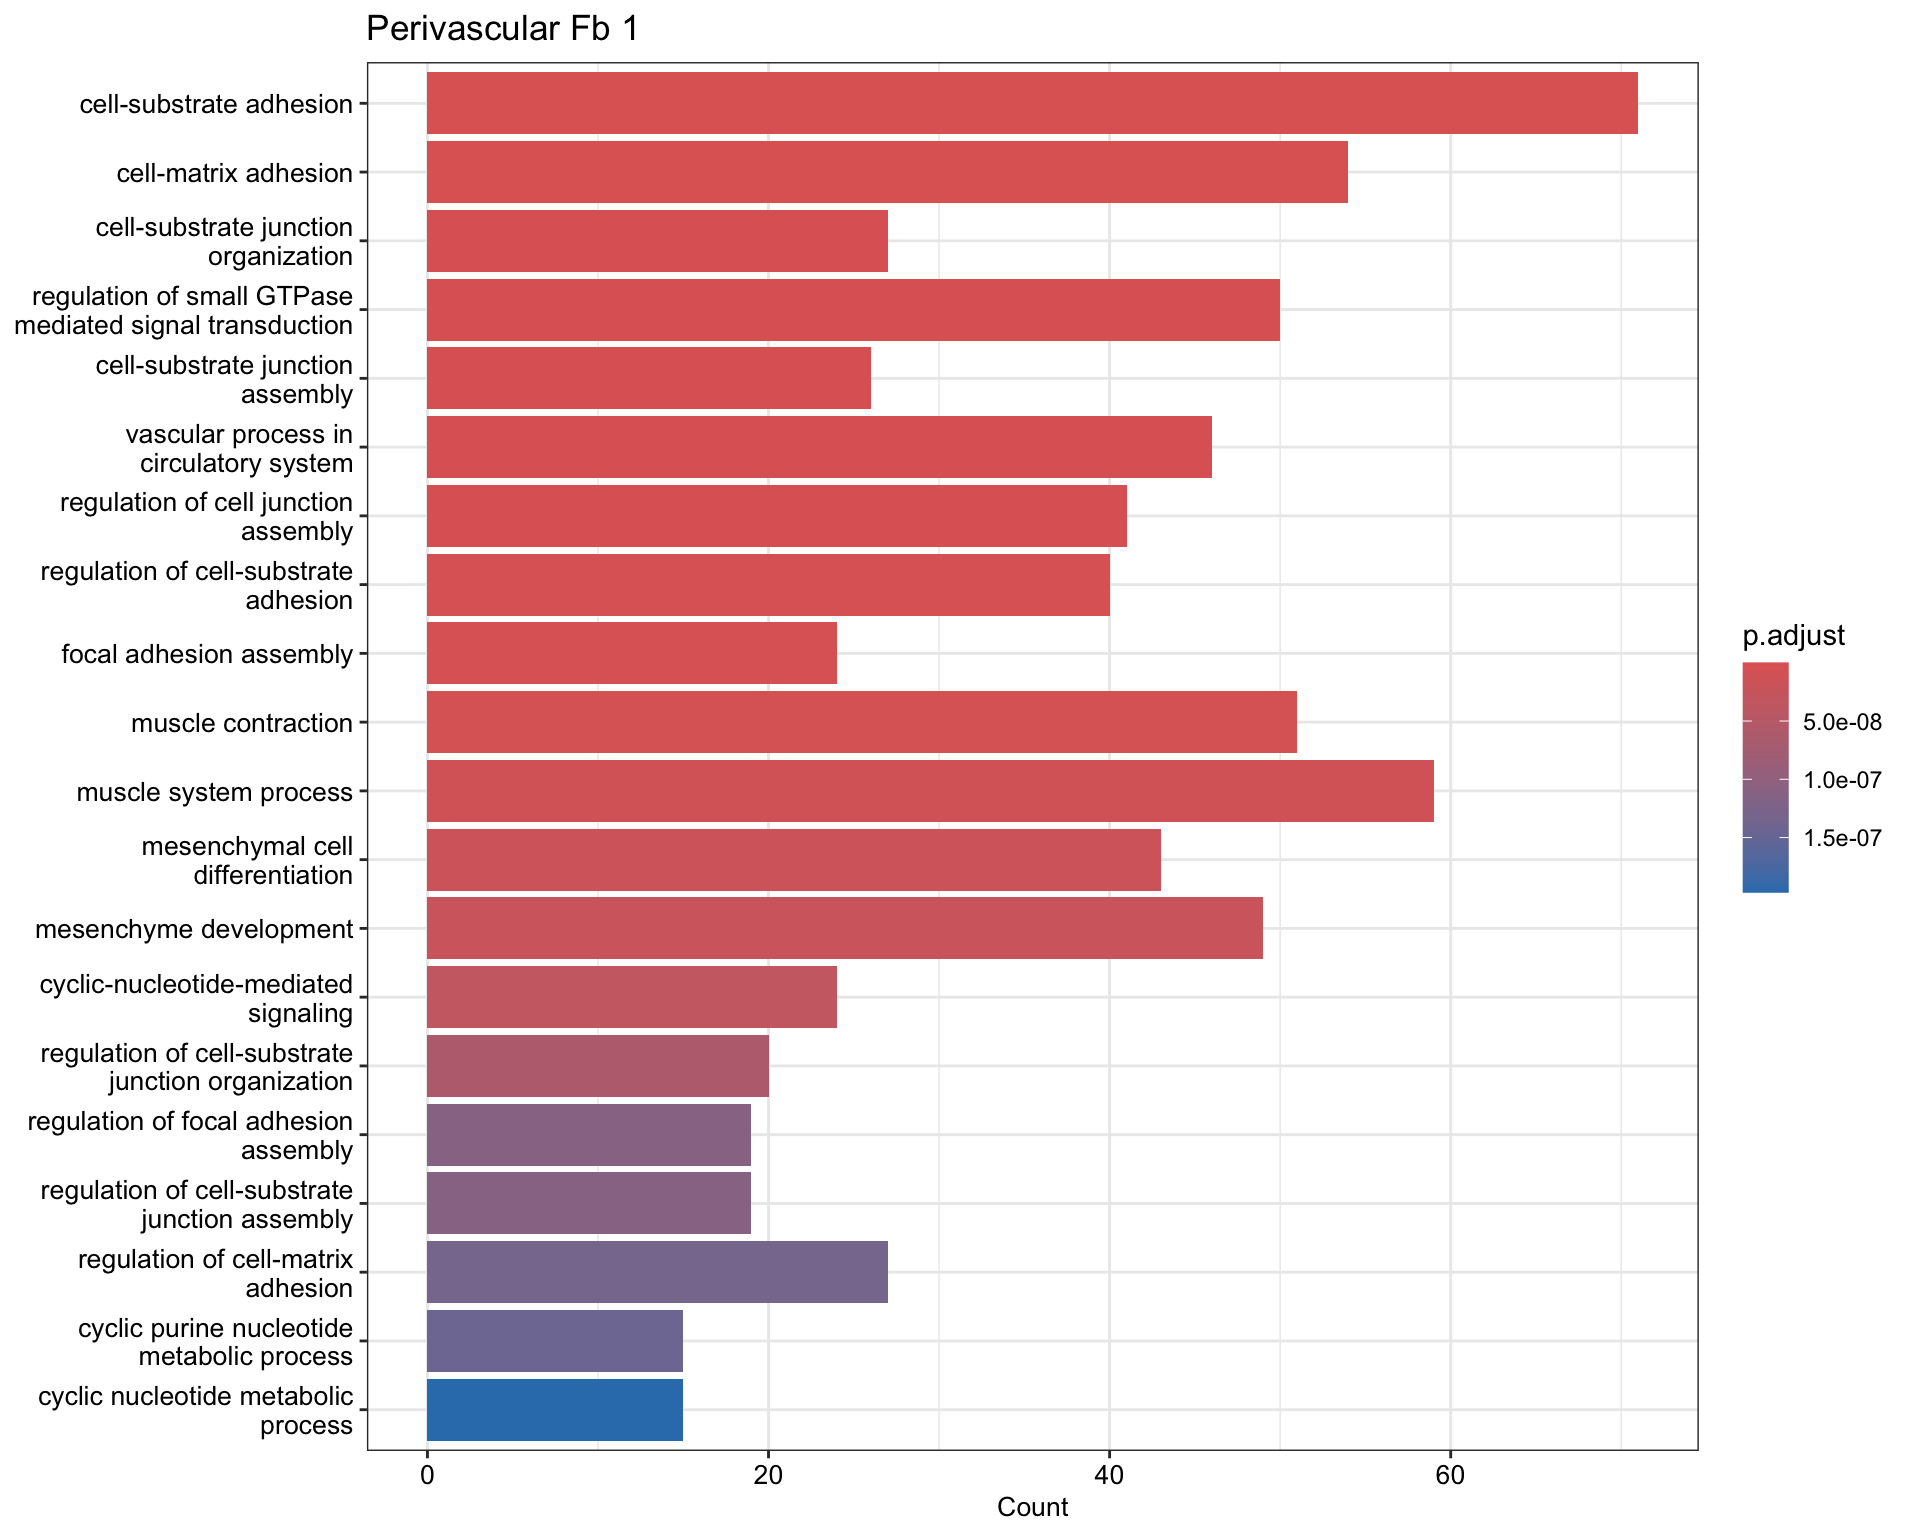 Perivascular Fb 1
cell-substrate adhesion
cell-matrix adhesion
cell-substrate junction
organization
regulation of small GTPase
mediated signal transduction
cell-substrate junction
assembly
vascular process in
circulatory system
regulation of cell junction
assembly
regulation of cell-substrate
adhesion
focal adhesion assembly
muscle contraction
muscle system process
mesenchymal cell
differentiation
mesenchyme development
cyclic-nucleotide-mediated
signaling
regulation of cell-substrate
junction organization
regulation of focal adhesion
assembly
regulation of cell-substrate
junction assembly
regulation of cell-matrix
adhesion
cyclic purine nucleotide
metabolic process
cyclic nucleotide metabolic
process
0 20 40 60
Count
p.adjust
5.0e-08
1.0e-07
1.5e-07